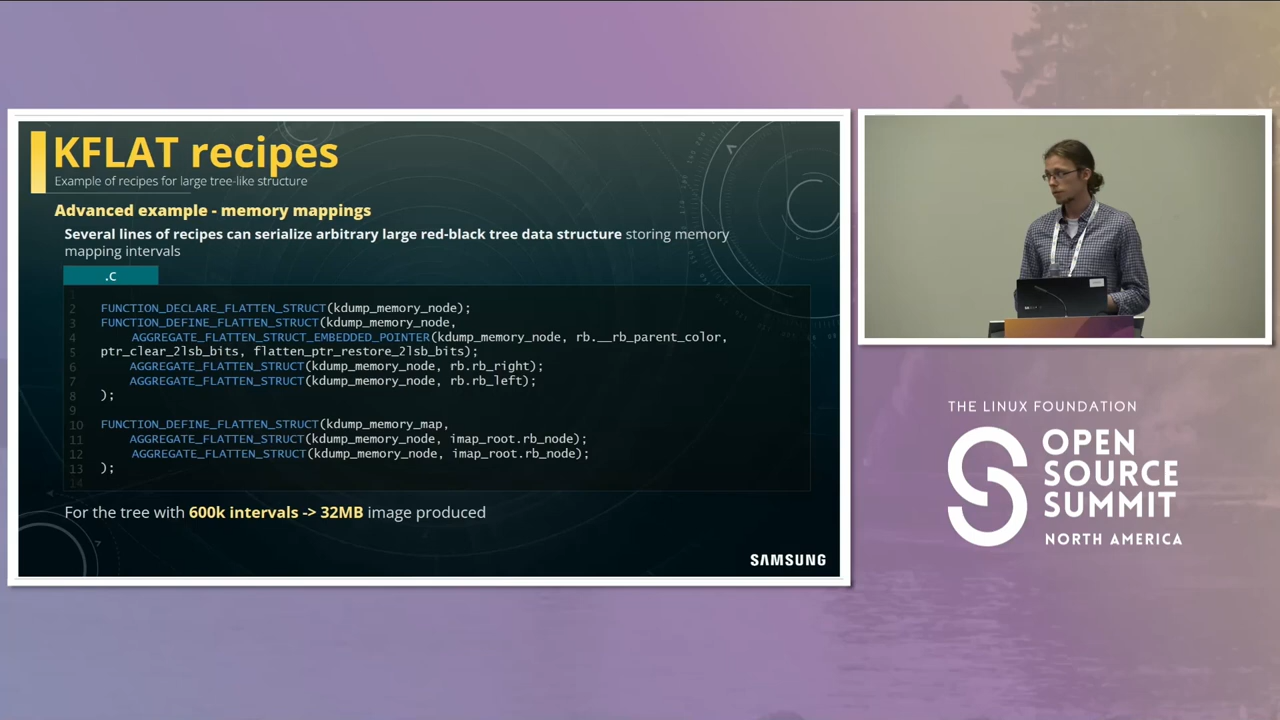 KFLAT recipes
Example of recipes for large tree-like structure
Advanced example - memory mappings
Several lines of recipes can serialize arbitrary large red-black tree data structure storing memory
mapping intervals
.c
1
2 FUNCTION_DECLARE_FLATTEN_STRUCT(kdump_memory_node);
3 FUNCTION_DEFINE_FLATTEN_STRUCT(kdump_memory_node,
4 AGGREGATE_FLATTEN_STRUCT_EMBEDDED_POINTER(kdump_memory_node, rb.__rb_parent_color,
5 ptr_clear_2lsb_bits, flatten_ptr_restore_2lsb_bits);
6 AGGREGATE_FLATTEN_STRUCT(kdump_memory_node, rb.rb_right);
7 AGGREGATE_FLATTEN_STRUCT(kdump_memory_node, rb.rb_left);
8 );
9
10 FUNCTION_DEFINE_FLATTEN_STRUCT(kdump_memory_map,
11 AGGREGATE_FLATTEN_STRUCT(kdump_memory_node, imap_root.rb_node);
12 AGGREGATE_FLATTEN_STRUCT(kdump_memory_node, imap_root.rb_node);
13 );
14
For the tree with 600k intervals -> 32MB image produced
SAMSUNG
THE LINUX FOUNDATION
OPEN
SOURCE
SUMMIT
NORTH AMERICA